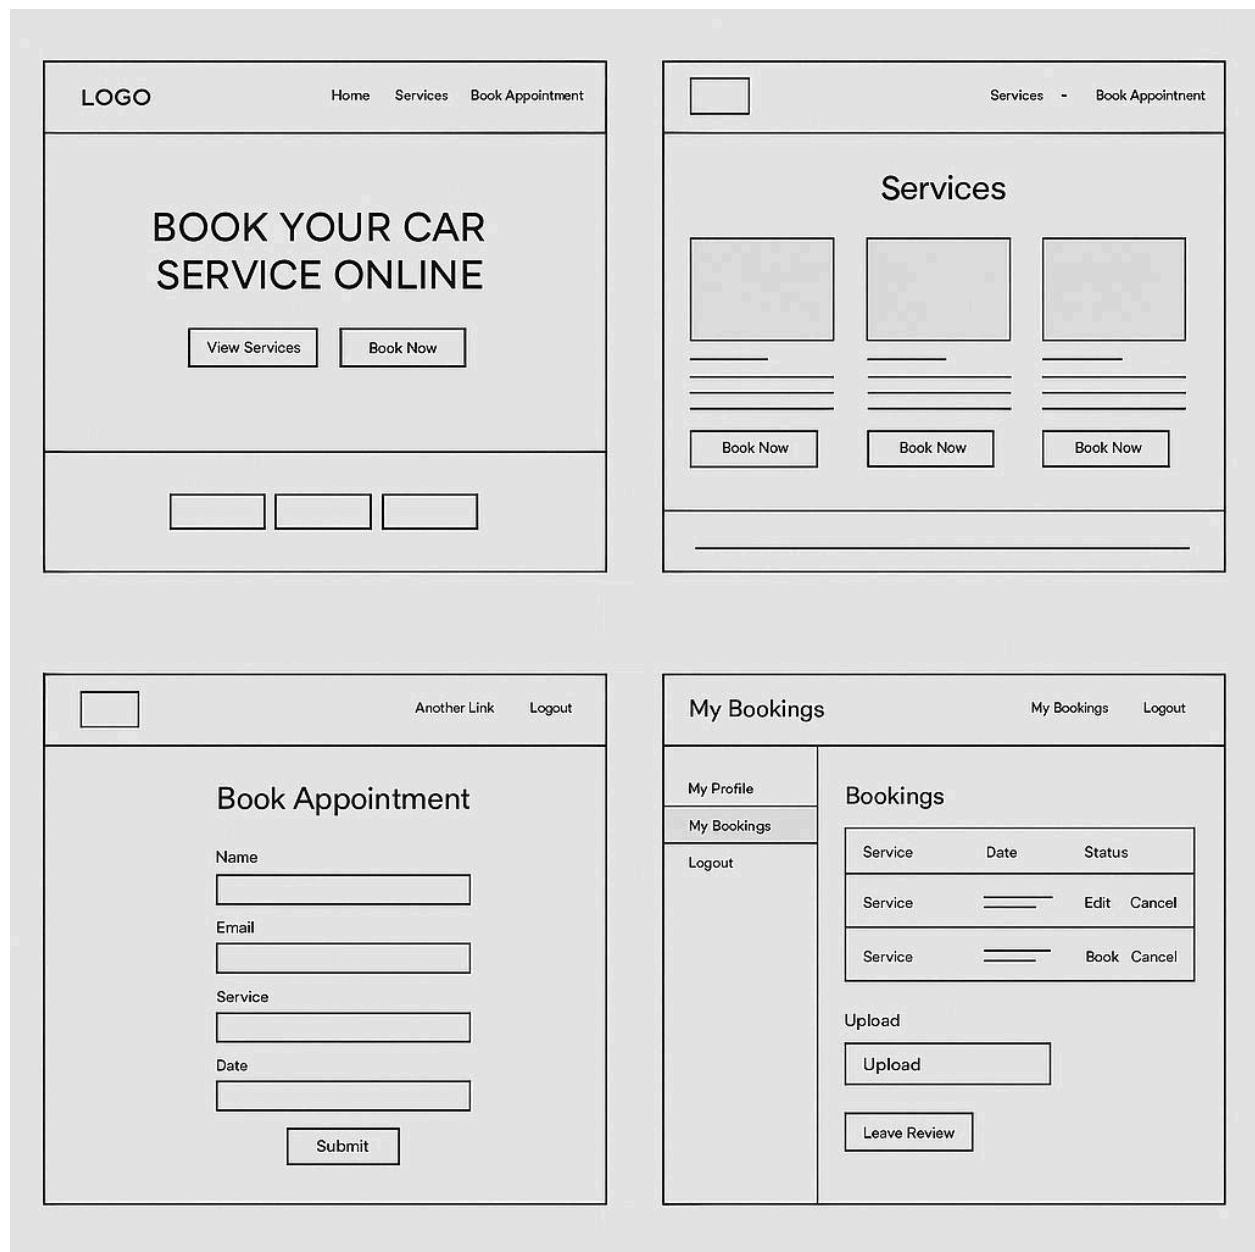 LOGO
Home Services Book Appointment
BOOK YOUR CAR
SERVICE ONLINE
View Services Book Now
Services - Book Appointnent
Services
Book Now Book Now Book Now
Another Link Logout
Book Appointment
Name
Email
Service
Date
Submit
My Bookings My Bookings Logout
My Profile
My Bookings
Logout
Bookings
Service Date Status
Service Edit Cancel
Service Book Cancel
Upload
Upload
Leave Review